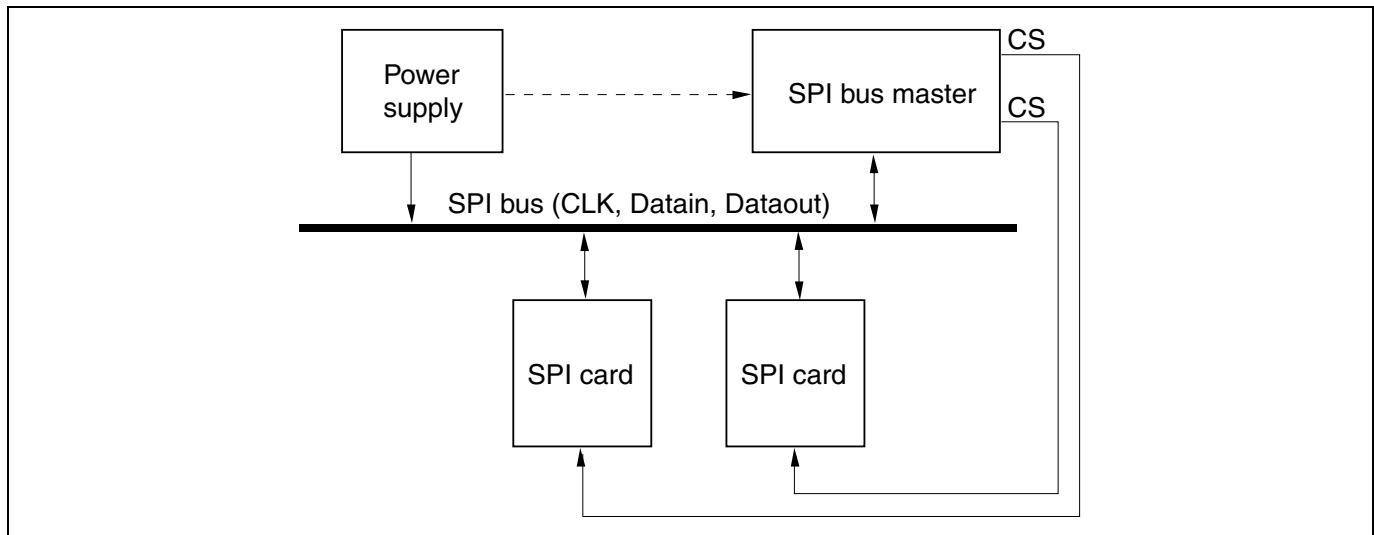 CS
Power
supply
SPI bus master
CS
SPI bus (CLK, Datain, Dataout)
SPI card
SPI card